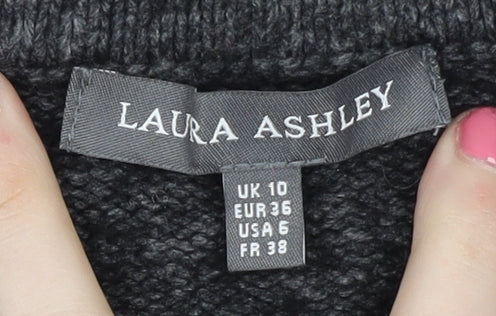 LAURA ASHLEY
UK 10
EUR 36
USA 6
FR 38